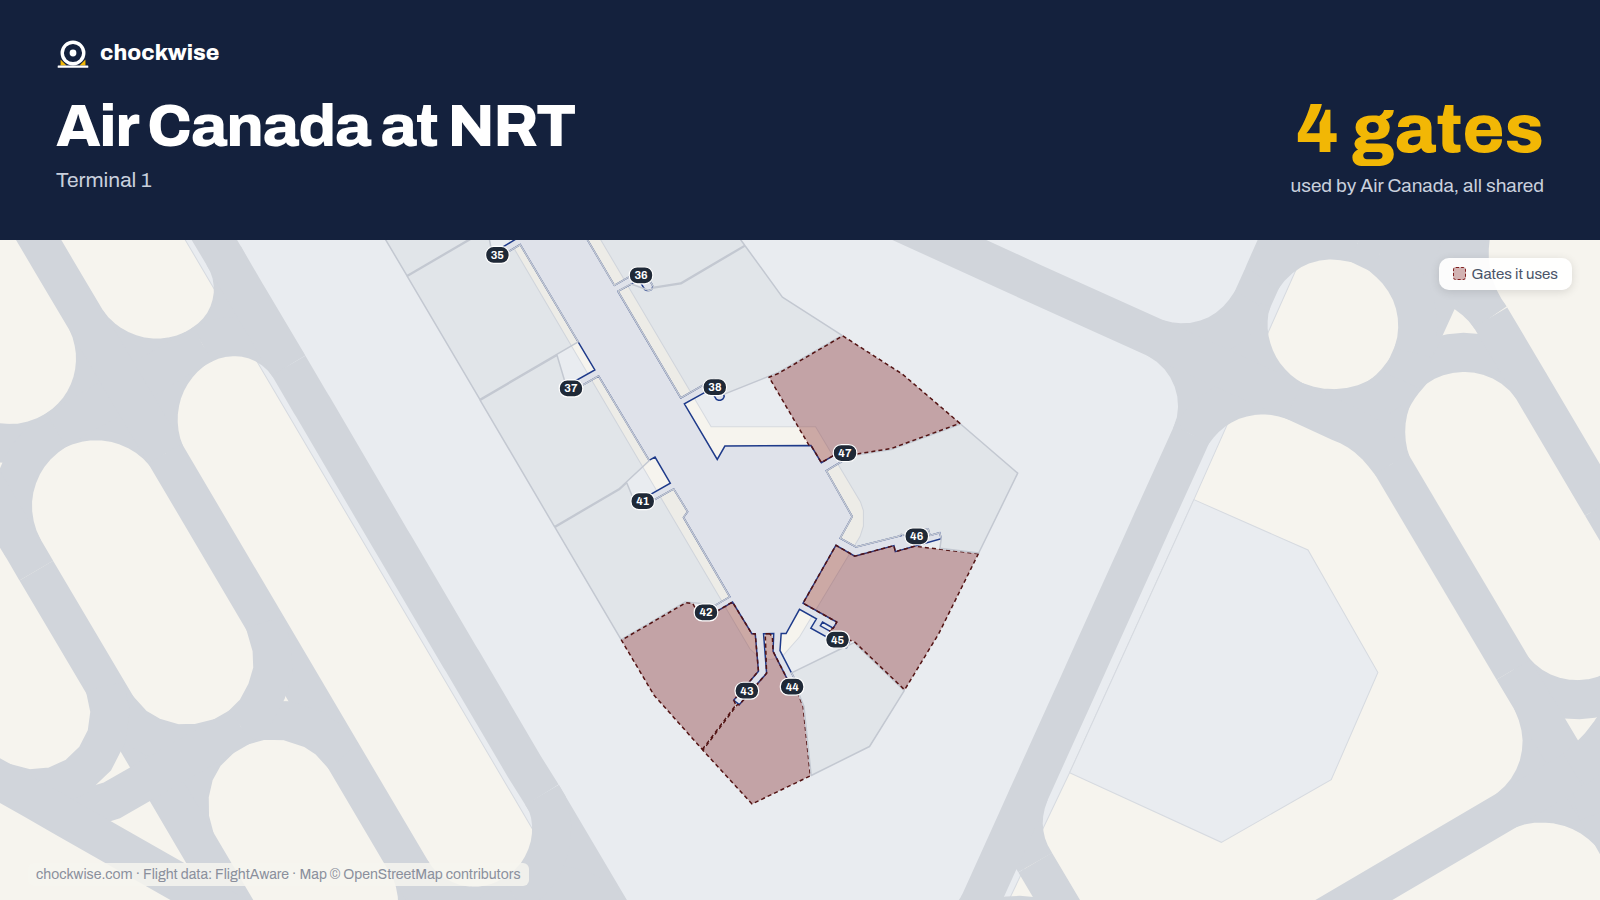 chockwise
Air Canada at NRT
Terminal 1
4 gates
used by Air Canada, all shared
Gates it uses
35
36
37
38
47
41
46
42
45
43
44
chockwise.com · Flight data: FlightAware · Map © OpenStreetMap contributors